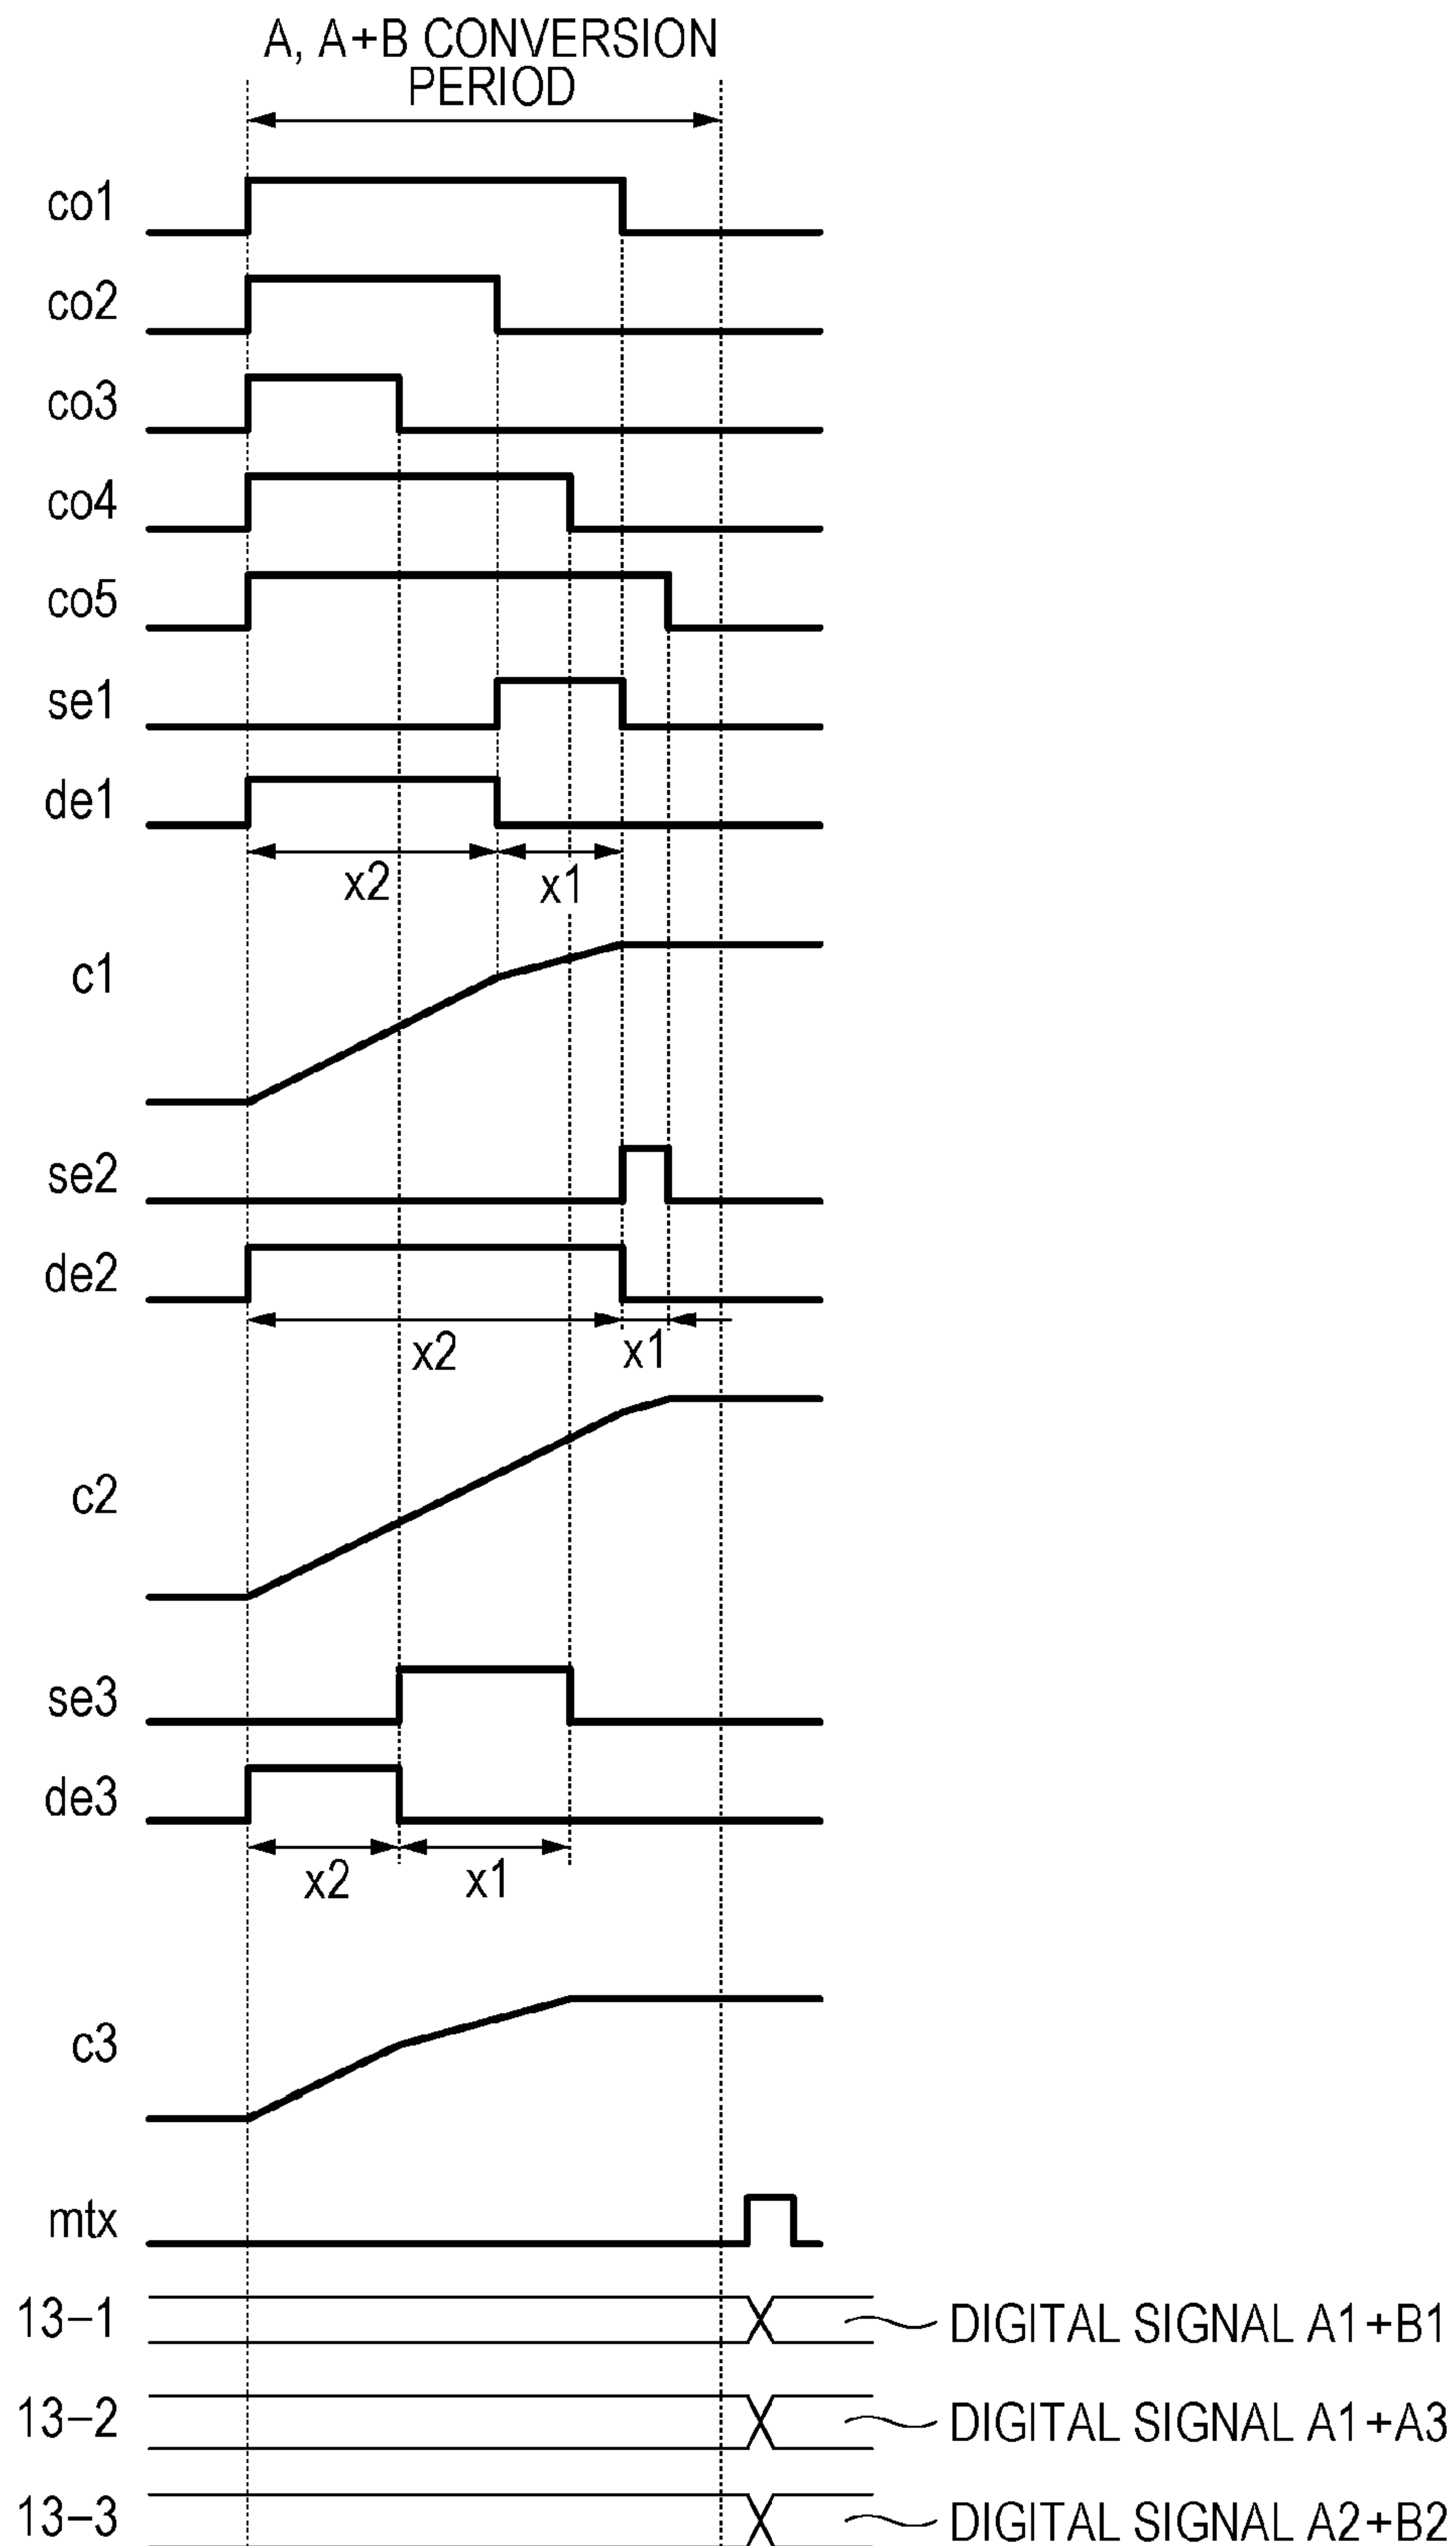 A, A+B CONVERSION
PERIOD
co1
co2
co3
co4
co5
se1
de1
x2 x1
c1
se2
de2
x2 x1
c2
se3
de3
x2 x1
c3
mtx
13-1 DIGITAL SIGNAL A1+B1
13-2 DIGITAL SIGNAL A1+A3
13-3 DIGITAL SIGNAL A2+B2